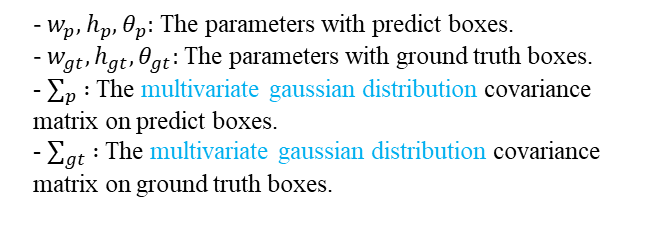 - w_p, h_p, θ_p: The parameters with predict boxes.
- w_gt, h_gt, θ_gt: The parameters with ground truth boxes.
- ∑_p : The multivariate gaussian distribution covariance
matrix on predict boxes.
- ∑_gt : The multivariate gaussian distribution covariance
matrix on ground truth boxes.